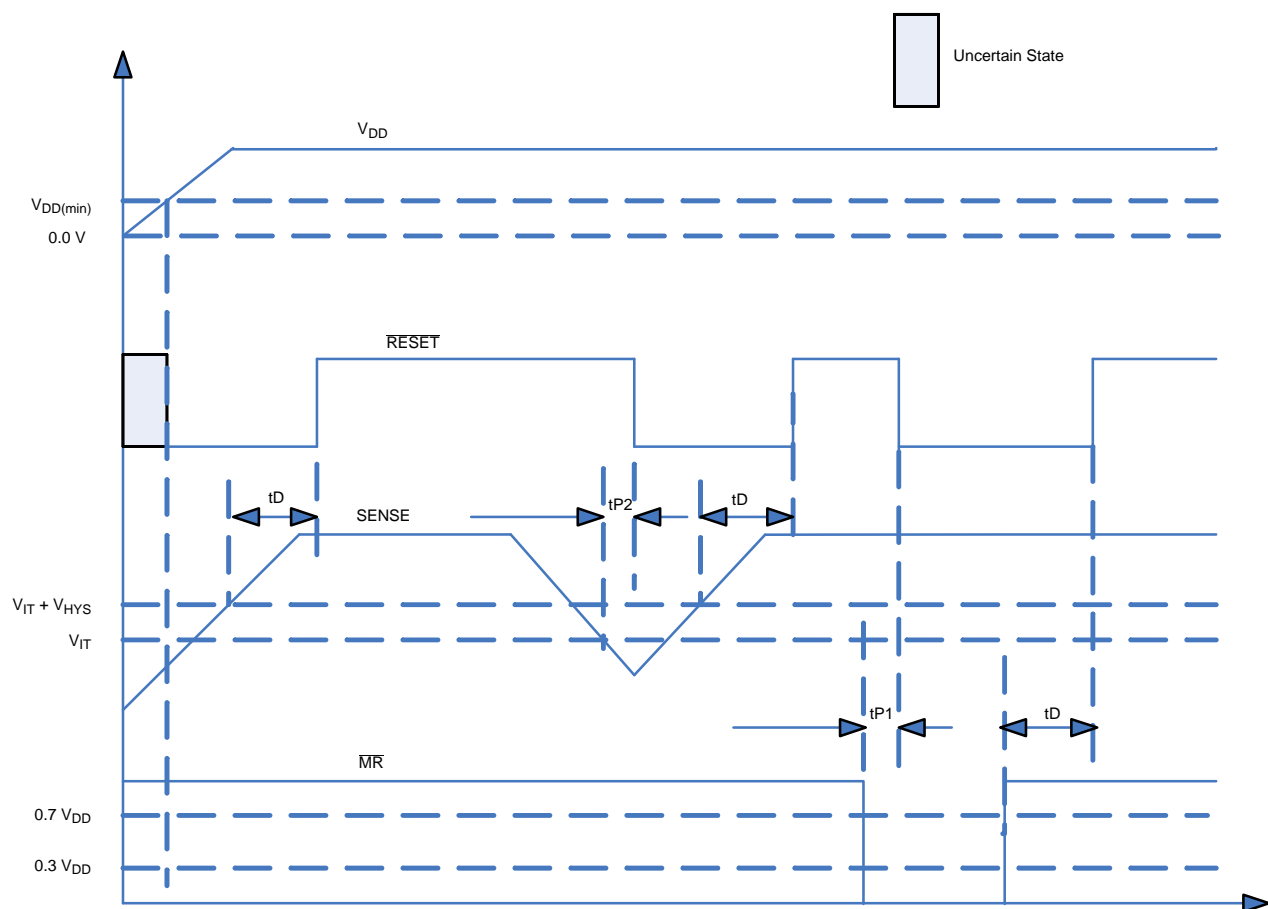 Uncertain State
VDD
VDD(min)
0.0 V
RESET
tD
SENSE
tP2
tD
VIT + VHYS
VIT
tP1
tD
MR
0.7 VDD
0.3 VDD